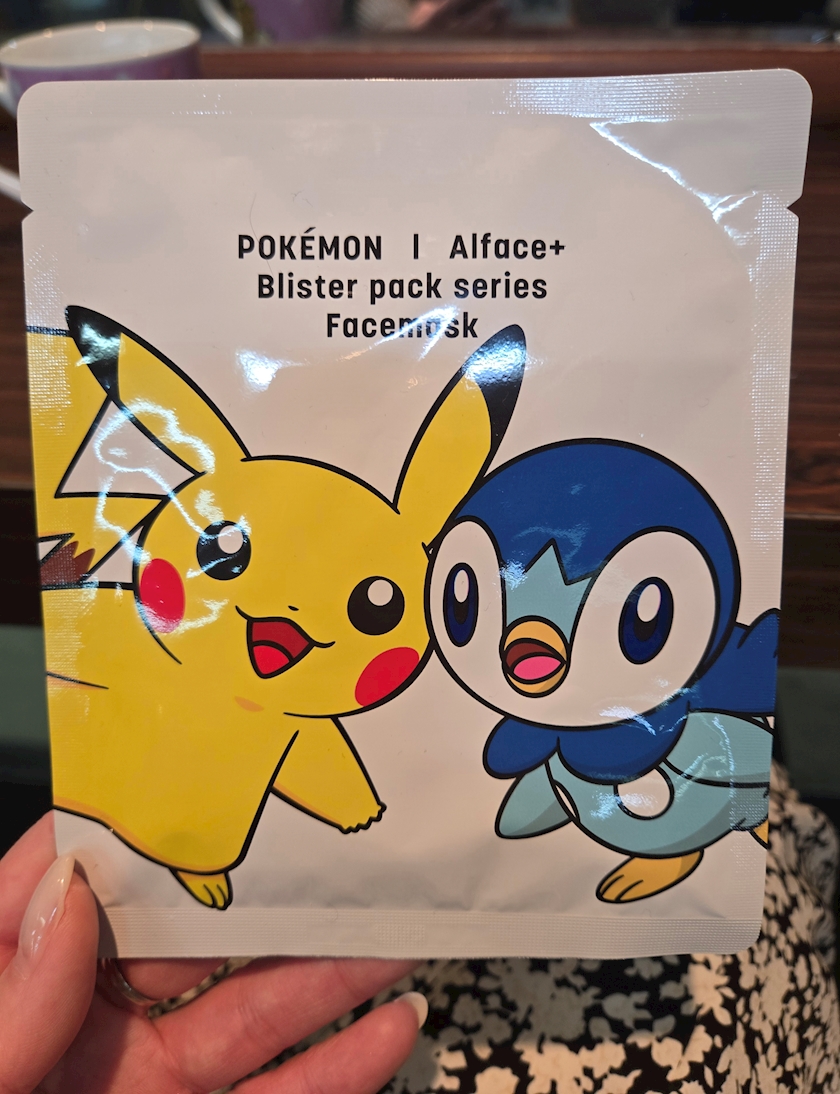 POKÉMON | Alface+
Blister pack series
Facemask